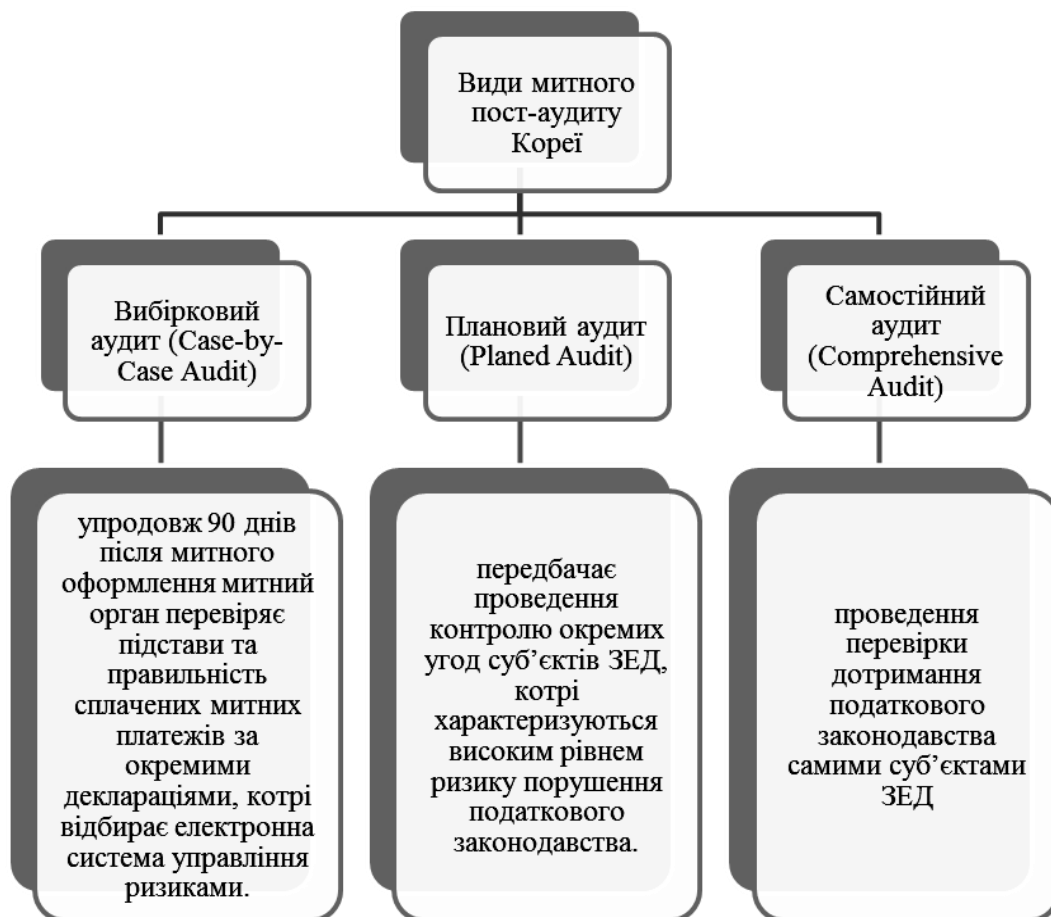 Види митного
пост-аудиту
Кореї
Вибірковий
аудит (Case-by-
Case Audit)
Плановий аудит
(Planed Audit)
Самостійний
аудит
(Comprehensive
Audit)
упродовж 90 днів
після митного
оформлення митний
орган перевіряє
підстави та
правильність
сплачених митних
платежів за
окремими
деклараціями, котрі
відбирає електронна
система управління
ризиками.
передбачає
проведення
контролю окремих
угод суб’єктів ЗЕД,
котрі
характеризуються
високим рівнем
ризику порушення
податкового
законодавства.
проведення
перевірки
дотримання
податкового
законодавства
самими суб’єктами
ЗЕД